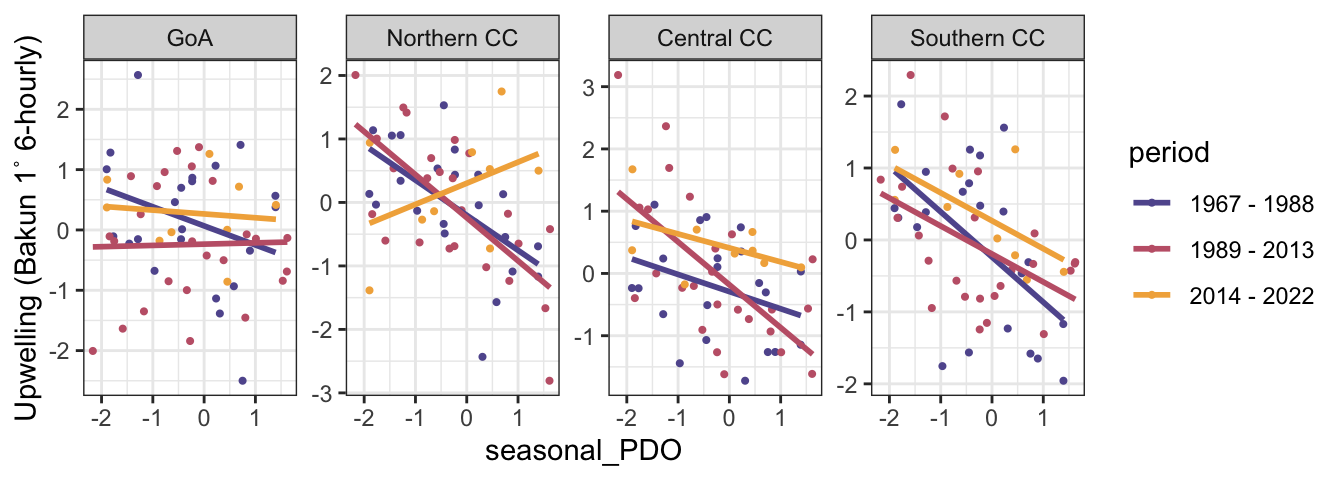 GoA
Northern CC
Central CC
Southern CC
Upwelling (Bakun 1° 6-hourly)
2
1
0
-1
-2
2
1
0
-1
-2
-3
3
2
1
0
-1
2
1
0
-1
-2
-2 -1 0 1
-2 -1 0 1
-2 -1 0 1
-2 -1 0 1
seasonal_PDO
period
1967 - 1988
1989 - 2013
2014 - 2022